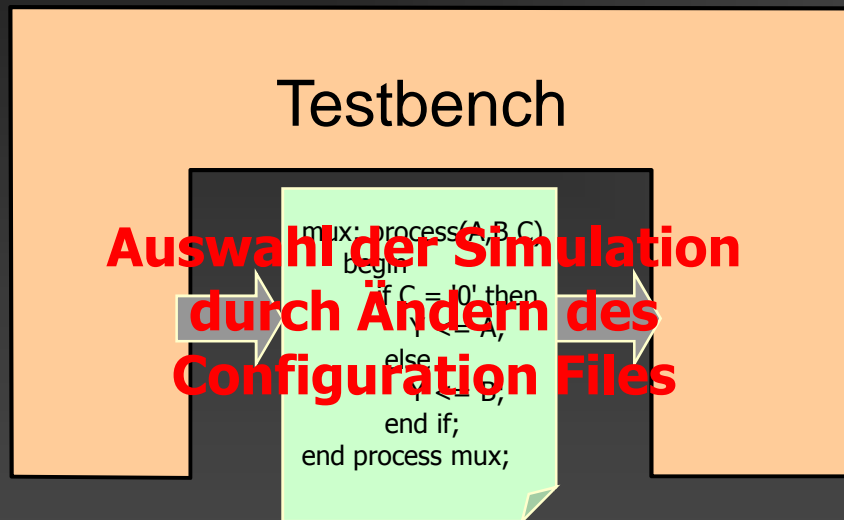 Testbench
mux: process(A,B,C)
begin
if C = '0' then
Y <= A;
else
Y <= B;
end if;
end process mux;
Auswahl der Simulation
durch Ändern des
Configuration Files